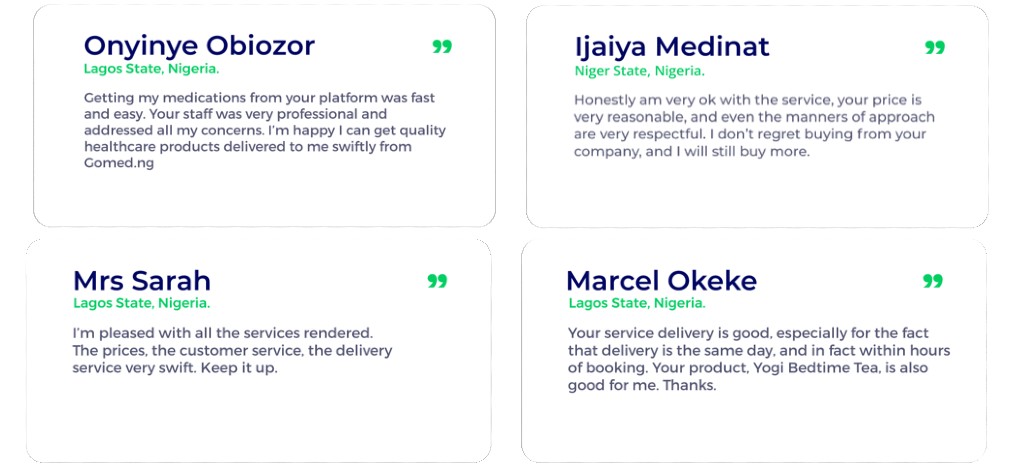 Onyinye Obiozor
Lagos State, Nigeria.
Getting my medications from your platform was fast
and easy. Your staff was very professional and
addressed all my concerns. I'm happy I can get quality
healthcare products delivered to me swiftly from
Gomed.ng
Ijaiya Medinat
Niger State, Nigeria.
Honestly am very ok with the service, your price is
very reasonable, and even the manners of approach
are very respectful. I don't regret buying from your
company, and I will still buy more.
Mrs Sarah
Lagos State, Nigeria.
I'm pleased with all the services rendered.
The prices, the customer service, the delivery
service very swift. Keep it up.
Marcel Okeke
Lagos State, Nigeria.
Your service delivery is good, especially for the fact
that delivery is the same day, and in fact within hours
of booking. Your product, Yogi Bedtime Tea, is also
good for me. Thanks.